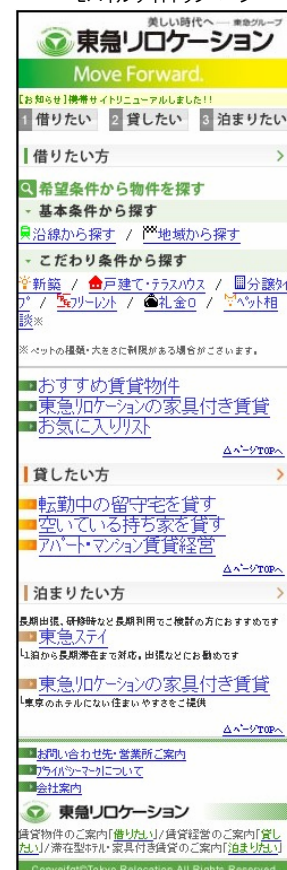 モバイルサイトリニューアル
美しい時代へ──東急グループ
東急リロケーション
Move Forward.
[お知らせ]携帯サイトリニューアルしました!!
1 借りたい 2 貸したい 3 泊まりたい
借りたい方 >
希望条件から物件を探す
基本条件から探す
沿線から探す / 地域から探す
こだわり条件から探す
新築 / 戸建て・テラスハウス / 分譲タイ
プ / フリーレント / 礼金0 / ペット相
談※
※ペットの種類・大きさに制限がある場合がございます。
おすすめ賃貸物件
東急リロケーションの家具付き賃貸
お気に入りリスト
△ページTOPへ
貸したい方 >
転勤中の留守宅を貸す
空いている持ち家を貸す
アパート・マンション賃貸経営
△ページTOPへ
泊まりたい方 >
長期出張、研修時など長期利用でご検討の方におすすめです
東急ステイ
└1泊から長期滞在まで対応。出張などにお勧めです
東急リロケーションの家具付き賃貸
└東京のホテルにない住まいやすさをご提供
△ページTOPへ
お問い合わせ先・営業所ご案内
プライバシーマークについて
会社案内
東急リロケーション
賃貸物件のご案内「借りたい」/賃貸経営のご案内「貸し
たい」/滞在型ホテル・家具付き賃貸のご案内「泊まりたい」
Copyright©Tokyu Relocation All Rights Reserved.